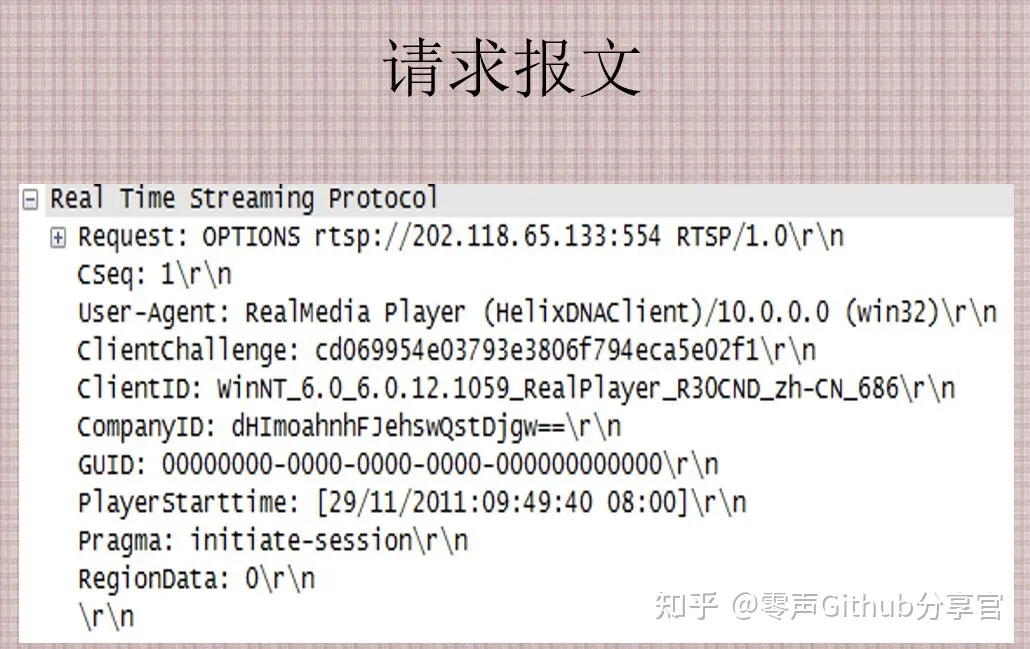 请求报文
Real Time Streaming Protocol
Request: OPTIONS rtsp://202.118.65.133:554 RTSP/1.0\r\n
CSeq: 1\r\n
User-Agent: RealMedia Player (HelixDNAClient)/10.0.0.0 (win32)\r\n
ClientChallenge: cd069954e03793e3806f794eca5e02f1\r\n
ClientID: WinNT_6.0_6.0.12.1059_RealPlayer_R30CND_zh-CN_686\r\n
CompanyID: dHImoahnhFJehswQstDjgw==\r\n
GUID: 00000000-0000-0000-0000-000000000000\r\n
PlayerStarttime: [29/11/2011:09:49:40 08:00]\r\n
Pragma: initiate-session\r\n
RegionData: 0\r\n
\r\n
知乎 @零声Github分享官